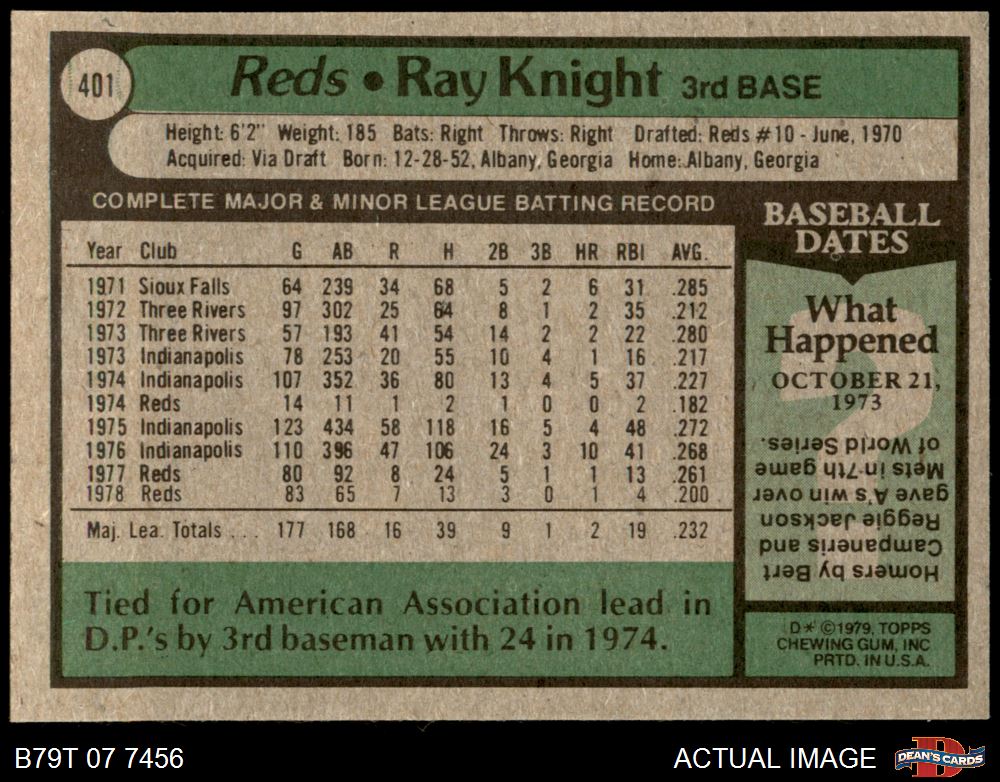 401
Reds • Ray Knight 3rd BASE
Height: 6'2" Weight: 185 Bats: Right Throws: Right Drafted: Reds #10 - June, 1970
Acquired: Via Draft Born: 12-28-52, Albany, Georgia Home: Albany, Georgia
COMPLETE MAJOR & MINOR LEAGUE BATTING RECORD
Year Club G AB R H 2B 3B HR RBI AVG.
1971 Sioux Falls 64 239 34 68 5 2 6 31 .285
1972 Three Rivers 97 302 25 64 8 1 2 35 .212
1973 Three Rivers 57 193 41 54 14 2 2 22 .280
1973 Indianapolis 78 253 20 55 10 4 1 16 .217
1974 Indianapolis 107 352 36 80 13 4 5 37 .227
1974 Reds 14 11 1 2 1 0 0 2 .182
1975 Indianapolis 123 434 58 118 16 5 4 48 .272
1976 Indianapolis 110 396 47 106 24 3 10 41 .268
1977 Reds 80 92 8 24 5 1 1 13 .261
1978 Reds 83 65 7 13 3 0 1 4 .200
Maj. Lea. Totals . . . 177 168 16 39 9 1 2 19 .232
Tied for American Association lead in
D.P.'s by 3rd baseman with 24 in 1974.
BASEBALL
DATES
What
Happened
OCTOBER 21,
1973
Homers by Bert
Campaneris and
Reggie Jackson
gave A's win over
Mets in 7th game
of World Series.
D* ©1979, TOPPS
CHEWING GUM, INC
PRTD. IN U.S.A.
B79T 07 7456
ACTUAL IMAGE
D
DEAN'S CARDS